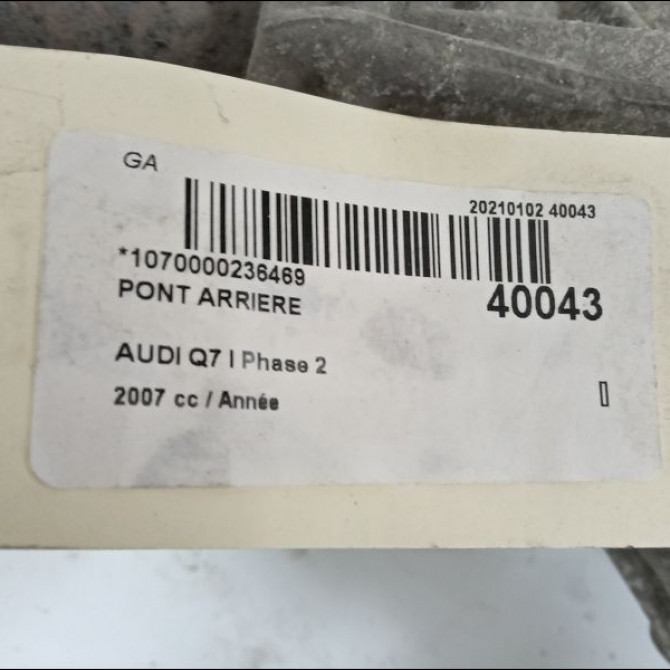 GA
20210102 40043
*1070000236469
40043
PONT ARRIERE
AUDI Q7 I Phase 2
2007 cc / Année